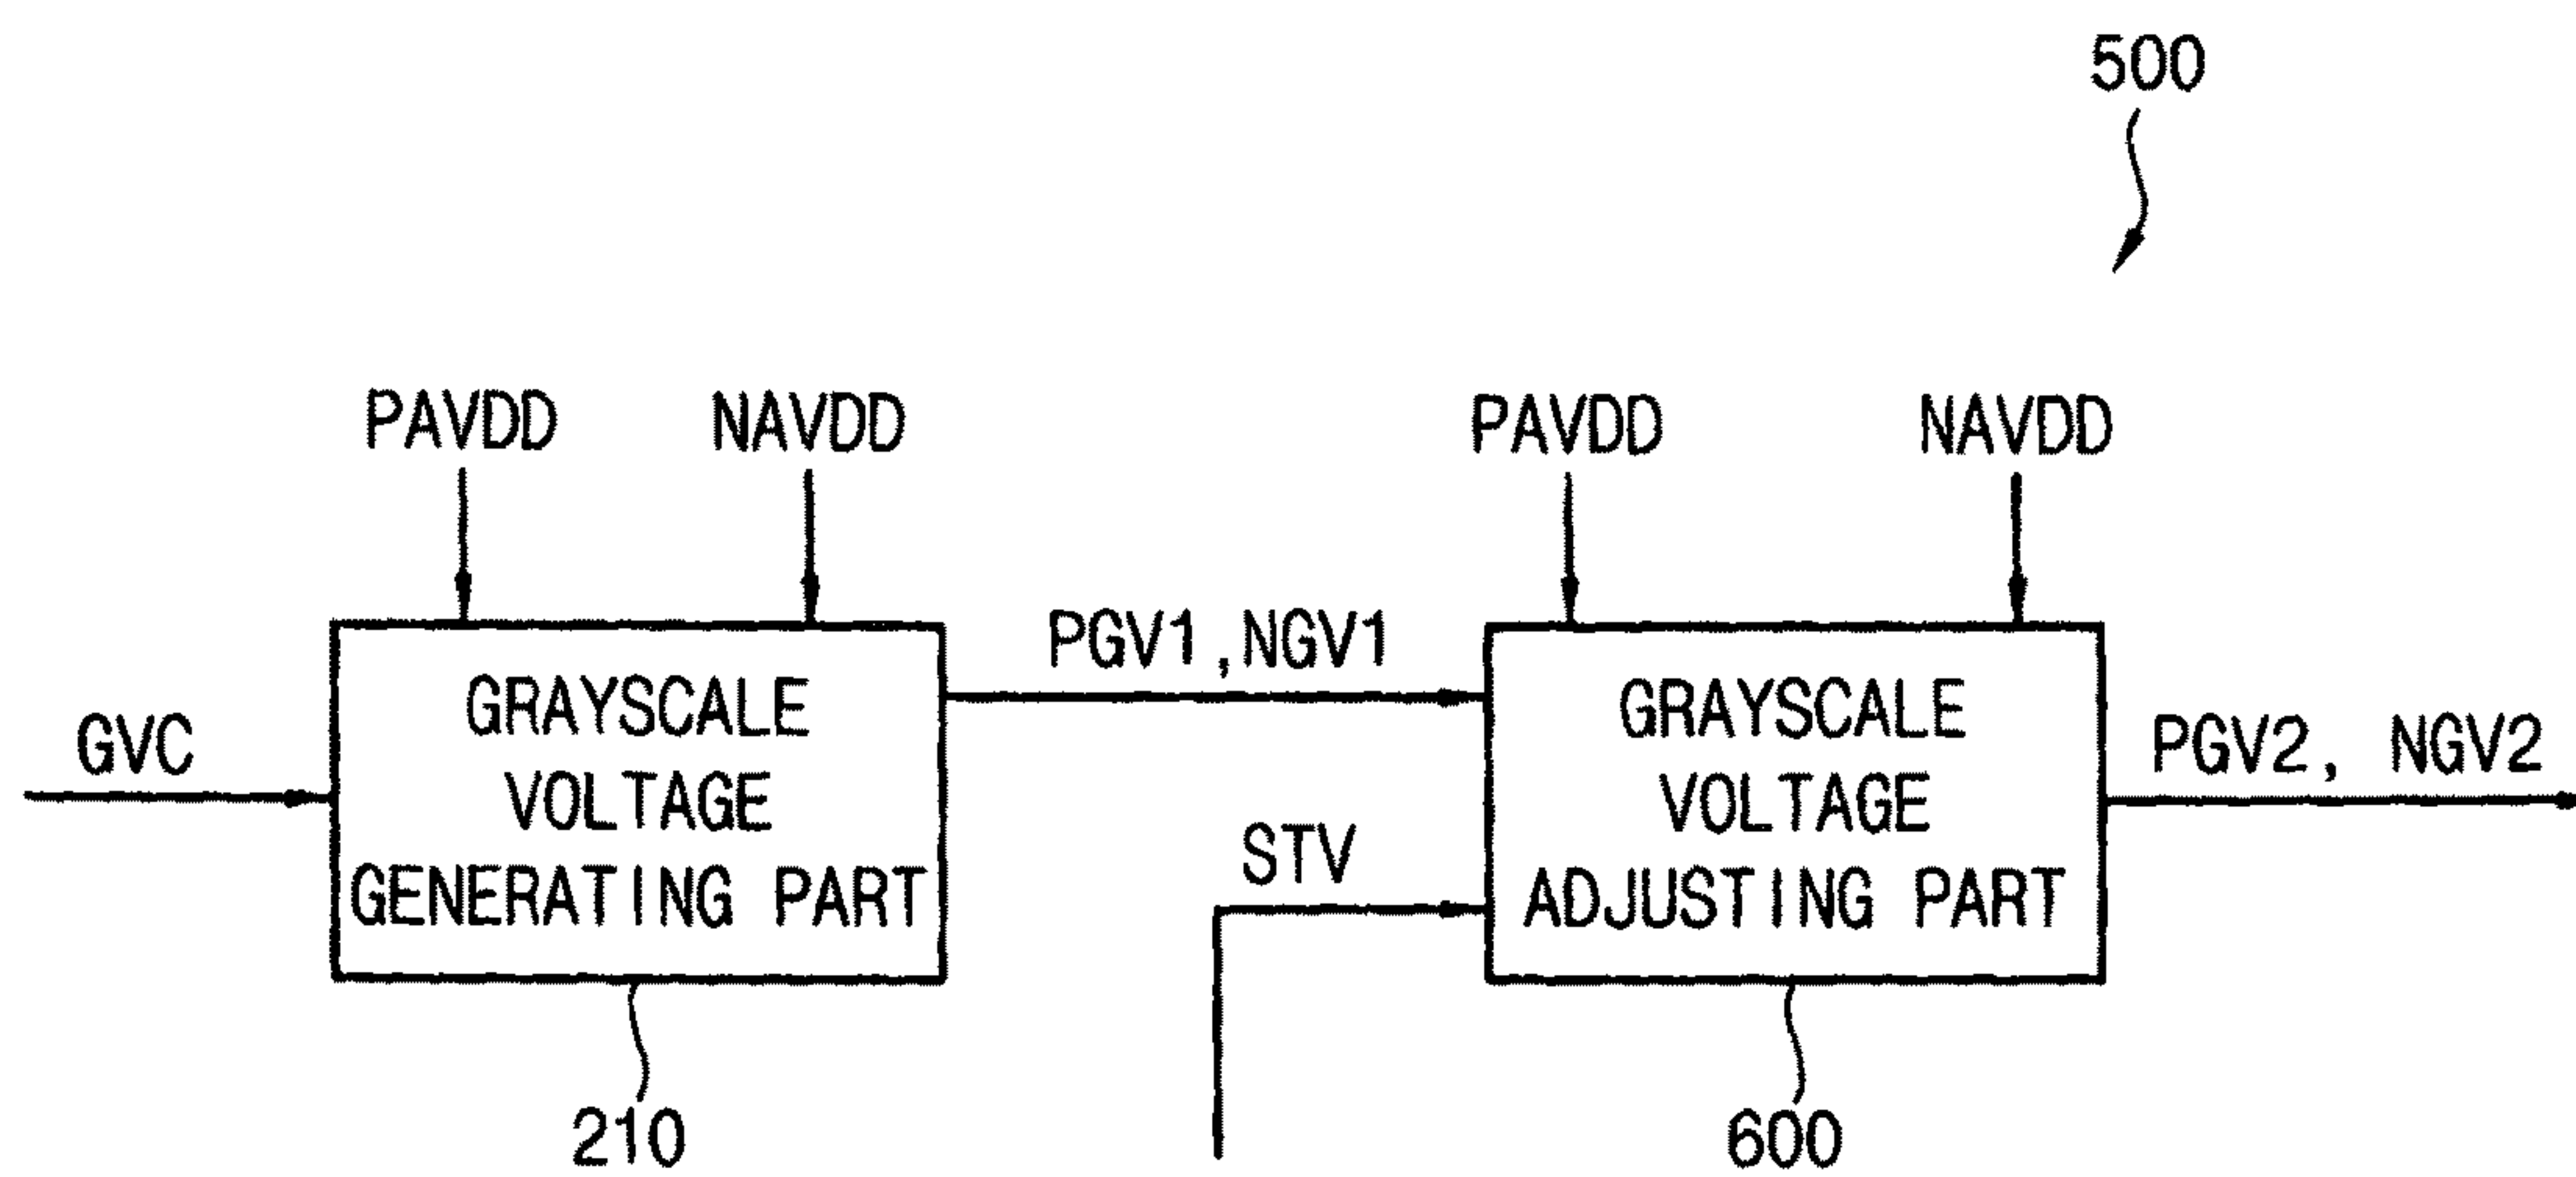 500
PAVDD
NAVDD
PAVDD
NAVDD
GVC
GRAYSCALE
VOLTAGE
GENERATING PART
PGV1,NGV1
STV
GRAYSCALE
VOLTAGE
ADJUSTING PART
PGV2, NGV2
210
600